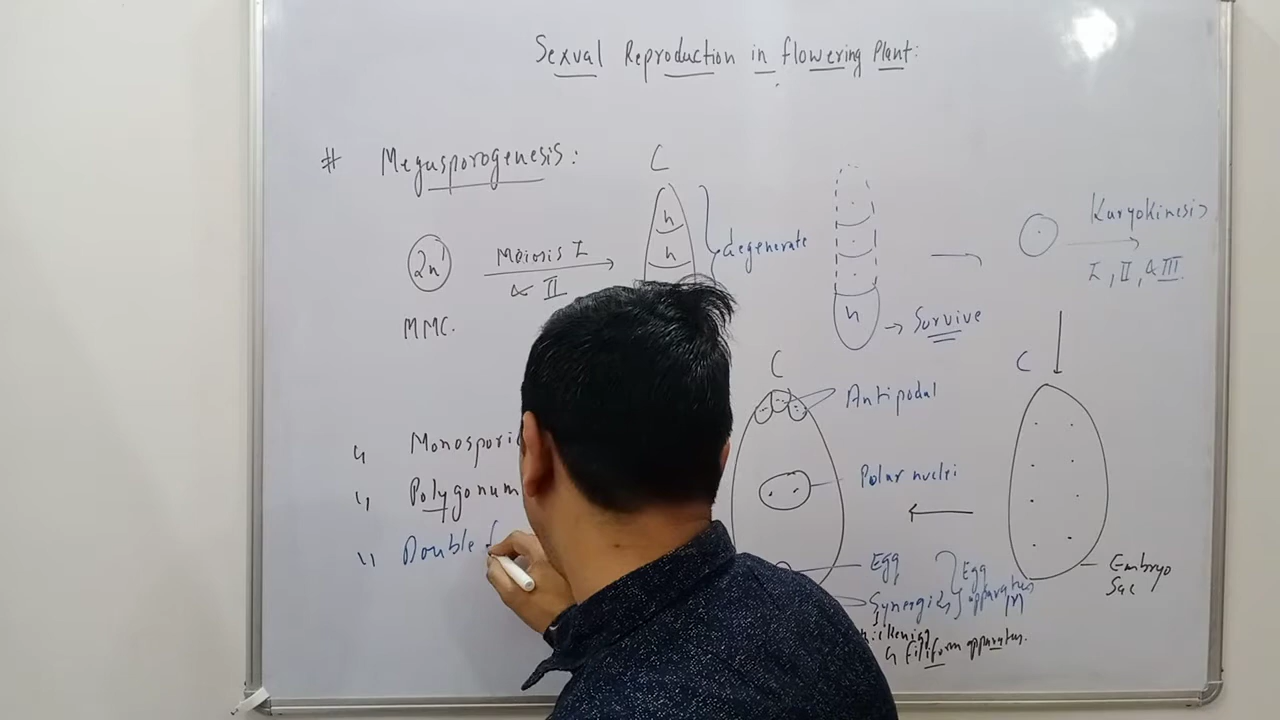 Sexual Reproduction in flowering Plant:
# Megasporogenesis:
C
n
n
degenerate
2n
Meiosis I
& II
MMC.
n
→ Survive
Karyokinesis
I, II, & III
C
Embryo
Sac
C
Antipodal
Polar nuclei
Egg
Synergids
Egg
apparatus
filiform apparatus.
Polygonum
Double